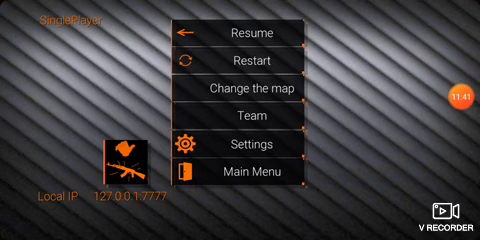 SinglePlayer
Resume
Restart
Change the map
Team
Settings
Main Menu
11:41
Local IP 127.0.0.1:7777
V RECORDER